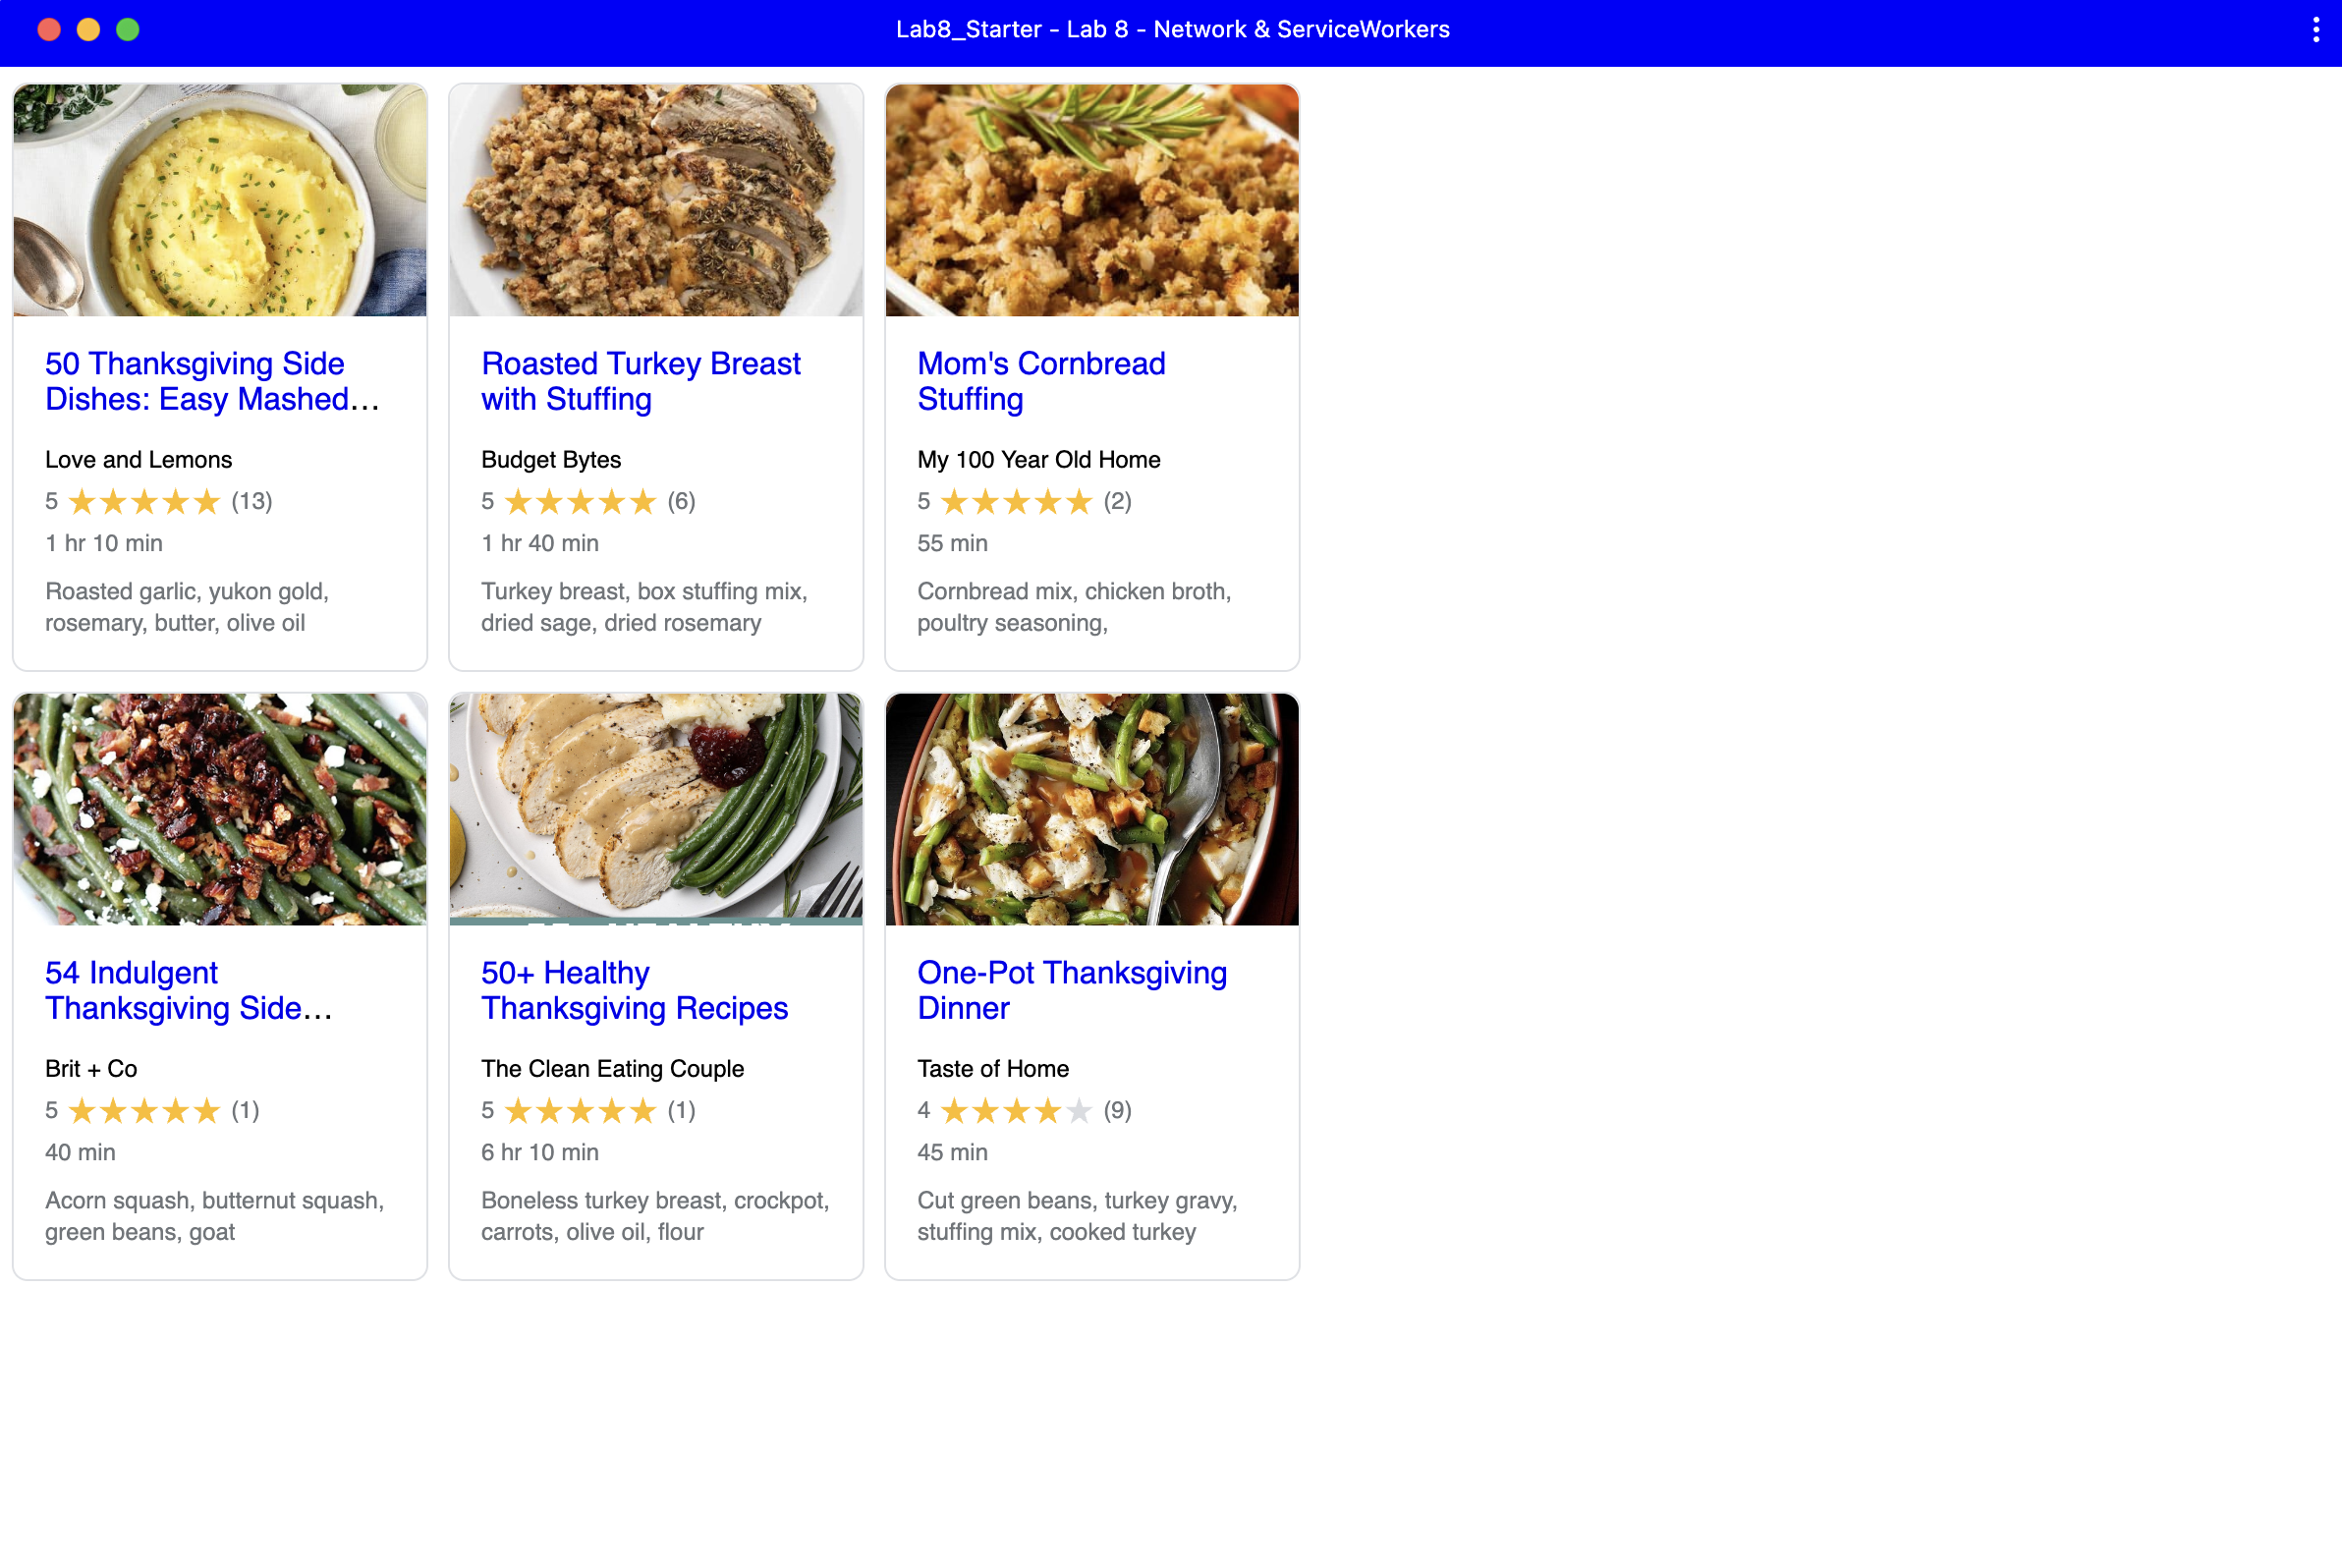 Lab8_Starter - Lab 8 - Network & ServiceWorkers
50 Thanksgiving Side
Dishes: Easy Mashed...
Love and Lemons
5 ★★★★★ (13)
1 hr 10 min
Roasted garlic, yukon gold,
rosemary, butter, olive oil
Roasted Turkey Breast
with Stuffing
Budget Bytes
5 ★★★★★ (6)
1 hr 40 min
Turkey breast, box stuffing mix,
dried sage, dried rosemary
Mom's Cornbread
Stuffing
My 100 Year Old Home
5 ★★★★★ (2)
55 min
Cornbread mix, chicken broth,
poultry seasoning,
54 Indulgent
Thanksgiving Side...
Brit + Co
5 ★★★★★ (1)
40 min
Acorn squash, butternut squash,
green beans, goat
50+ Healthy
Thanksgiving Recipes
The Clean Eating Couple
5 ★★★★★ (1)
6 hr 10 min
Boneless turkey breast, crockpot,
carrots, olive oil, flour
One-Pot Thanksgiving
Dinner
Taste of Home
4 ★★★★★ (9)
45 min
Cut green beans, turkey gravy,
stuffing mix, cooked turkey